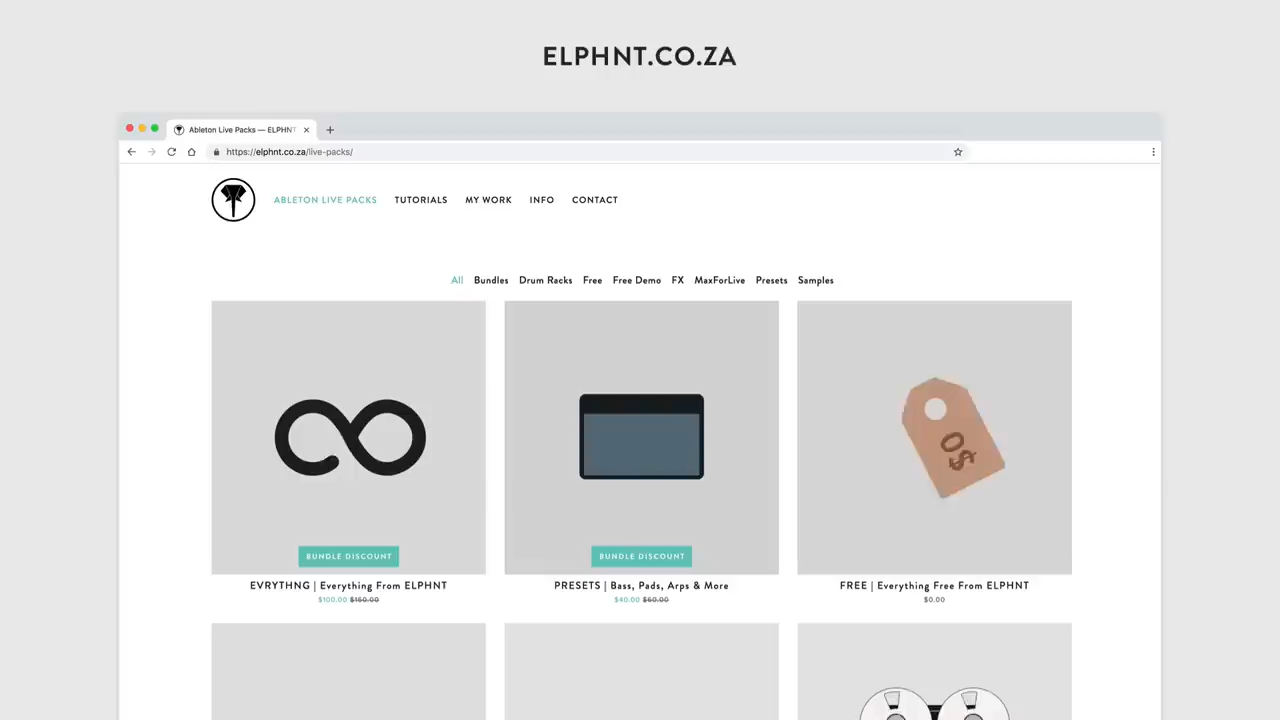 ELPHNT.CO.ZA
Ableton Live Packs — ELPHNT
https://elphnt.co.za/live-packs/
ABLETON LIVE PACKS TUTORIALS MY WORK INFO CONTACT
All Bundles Drum Racks Free Free Demo FX MaxForLive Presets Samples
$0
BUNDLE DISCOUNT BUNDLE DISCOUNT
EVRYTHNG | Everything From ELPHNT PRESETS | Bass, Pads, Arps & More FREE | Everything Free From ELPHNT
$100.00 $160.00 $40.00 $60.00 $0.00